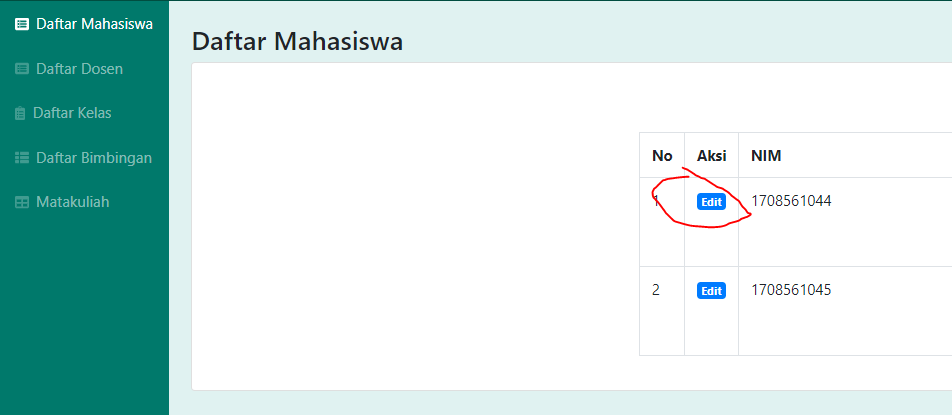 Daftar Mahasiswa
Daftar Dosen
Daftar Kelas
Daftar Bimbingan
Matakuliah
Daftar Mahasiswa
No Aksi NIM
1 Edit 1708561044
2 Edit 1708561045